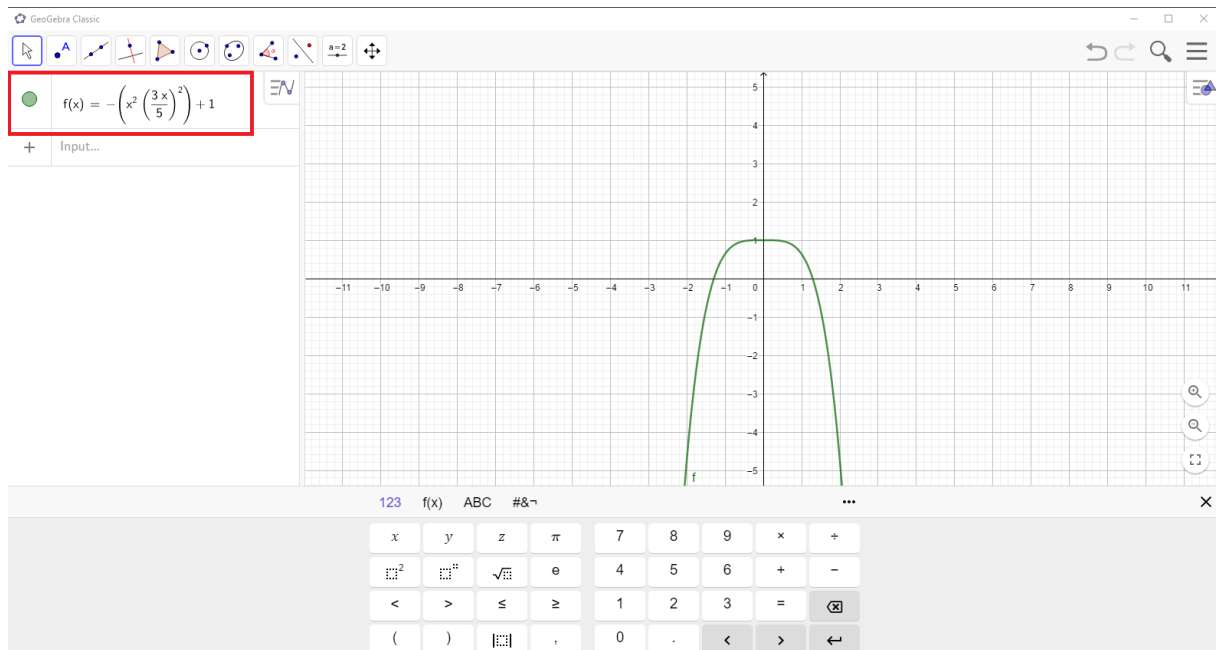 GeoGebra Classic
A
a=2
f(x) = −(x² (3 x/5)²) + 1
+ Input...
5
4
3
2
1
−11 −10 −9 −8 −7 −6 −5 −4 −3 −2 −1 0 1 2 3 4 5 6 7 8 9 10 11
−1
−2
−3
−4
−5
f
123 f(x) ABC #&¬ •••
x y z π 7 8 9 × ÷
□² □^□ √□ e 4 5 6 + −
< > ≤ ≥ 1 2 3 =
( ) |□| , 0 . < >